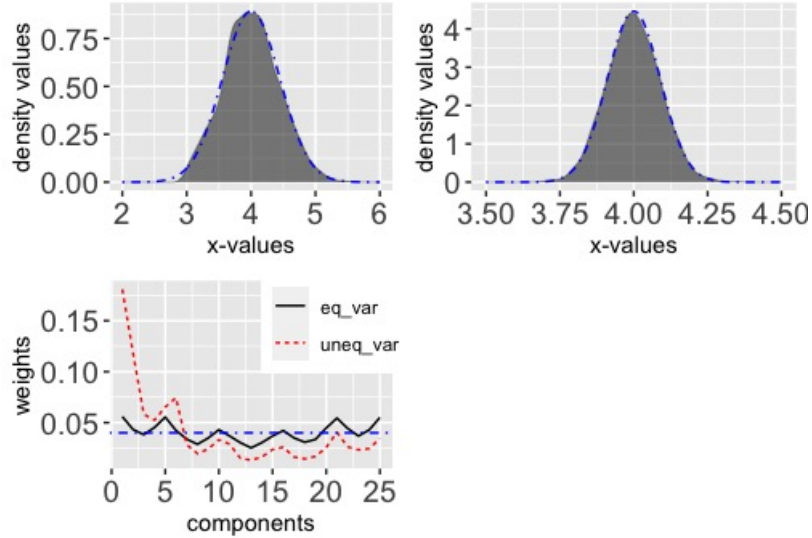 density values
0.75
0.50
0.25
0.00
2 3 4 5 6
x-values
density values
4
3
2
1
0
3.50 3.75 4.00 4.25 4.50
x-values
weights
0.15
0.10
0.05
eq_var
uneq_var
0 5 10 15 20 25
components